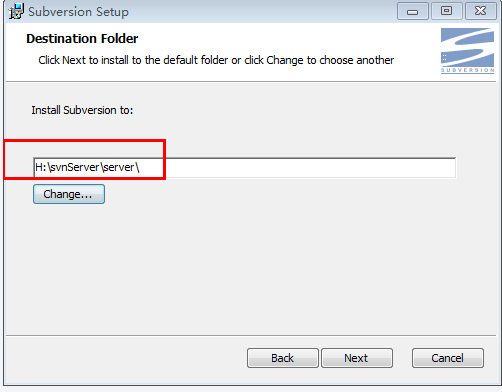 Subversion Setup
Destination Folder
Click Next to install to the default folder or click Change to choose another
SUBVERSION
Install Subversion to:
H:\svnServer\server\
Change...
Back
Next
Cancel